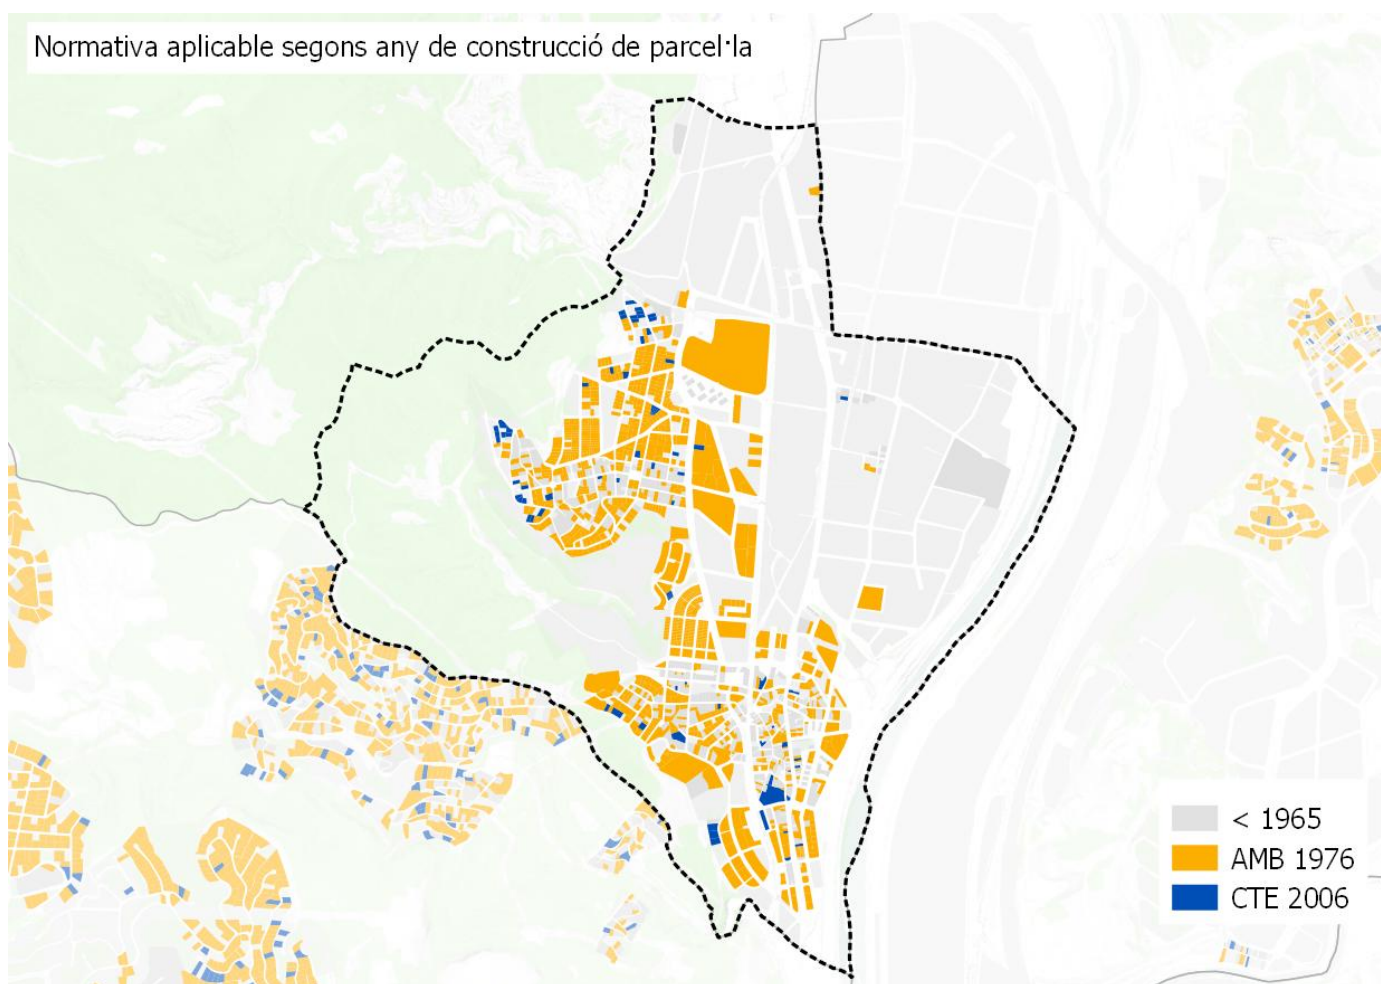 Normativa aplicable segons any de construcció de parcel·la
< 1965
AMB 1976
CTE 2006